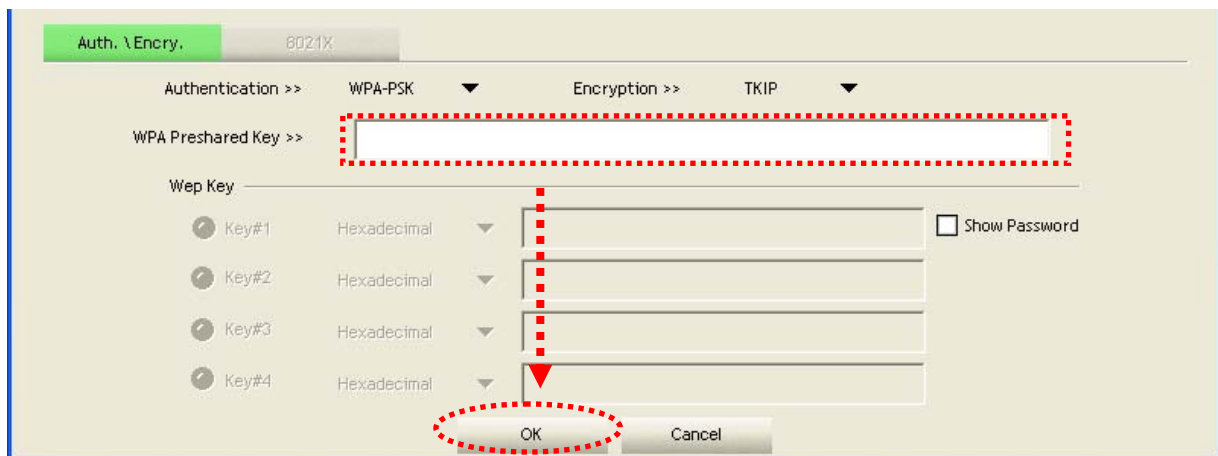 Auth. \ Encry. 8021X
Authentication >> WPA-PSK Encryption >> TKIP
WPA Preshared Key >>
Wep Key
Key#1 Hexadecimal Show Password
Key#2 Hexadecimal
Key#3 Hexadecimal
Key#4 Hexadecimal
OK Cancel